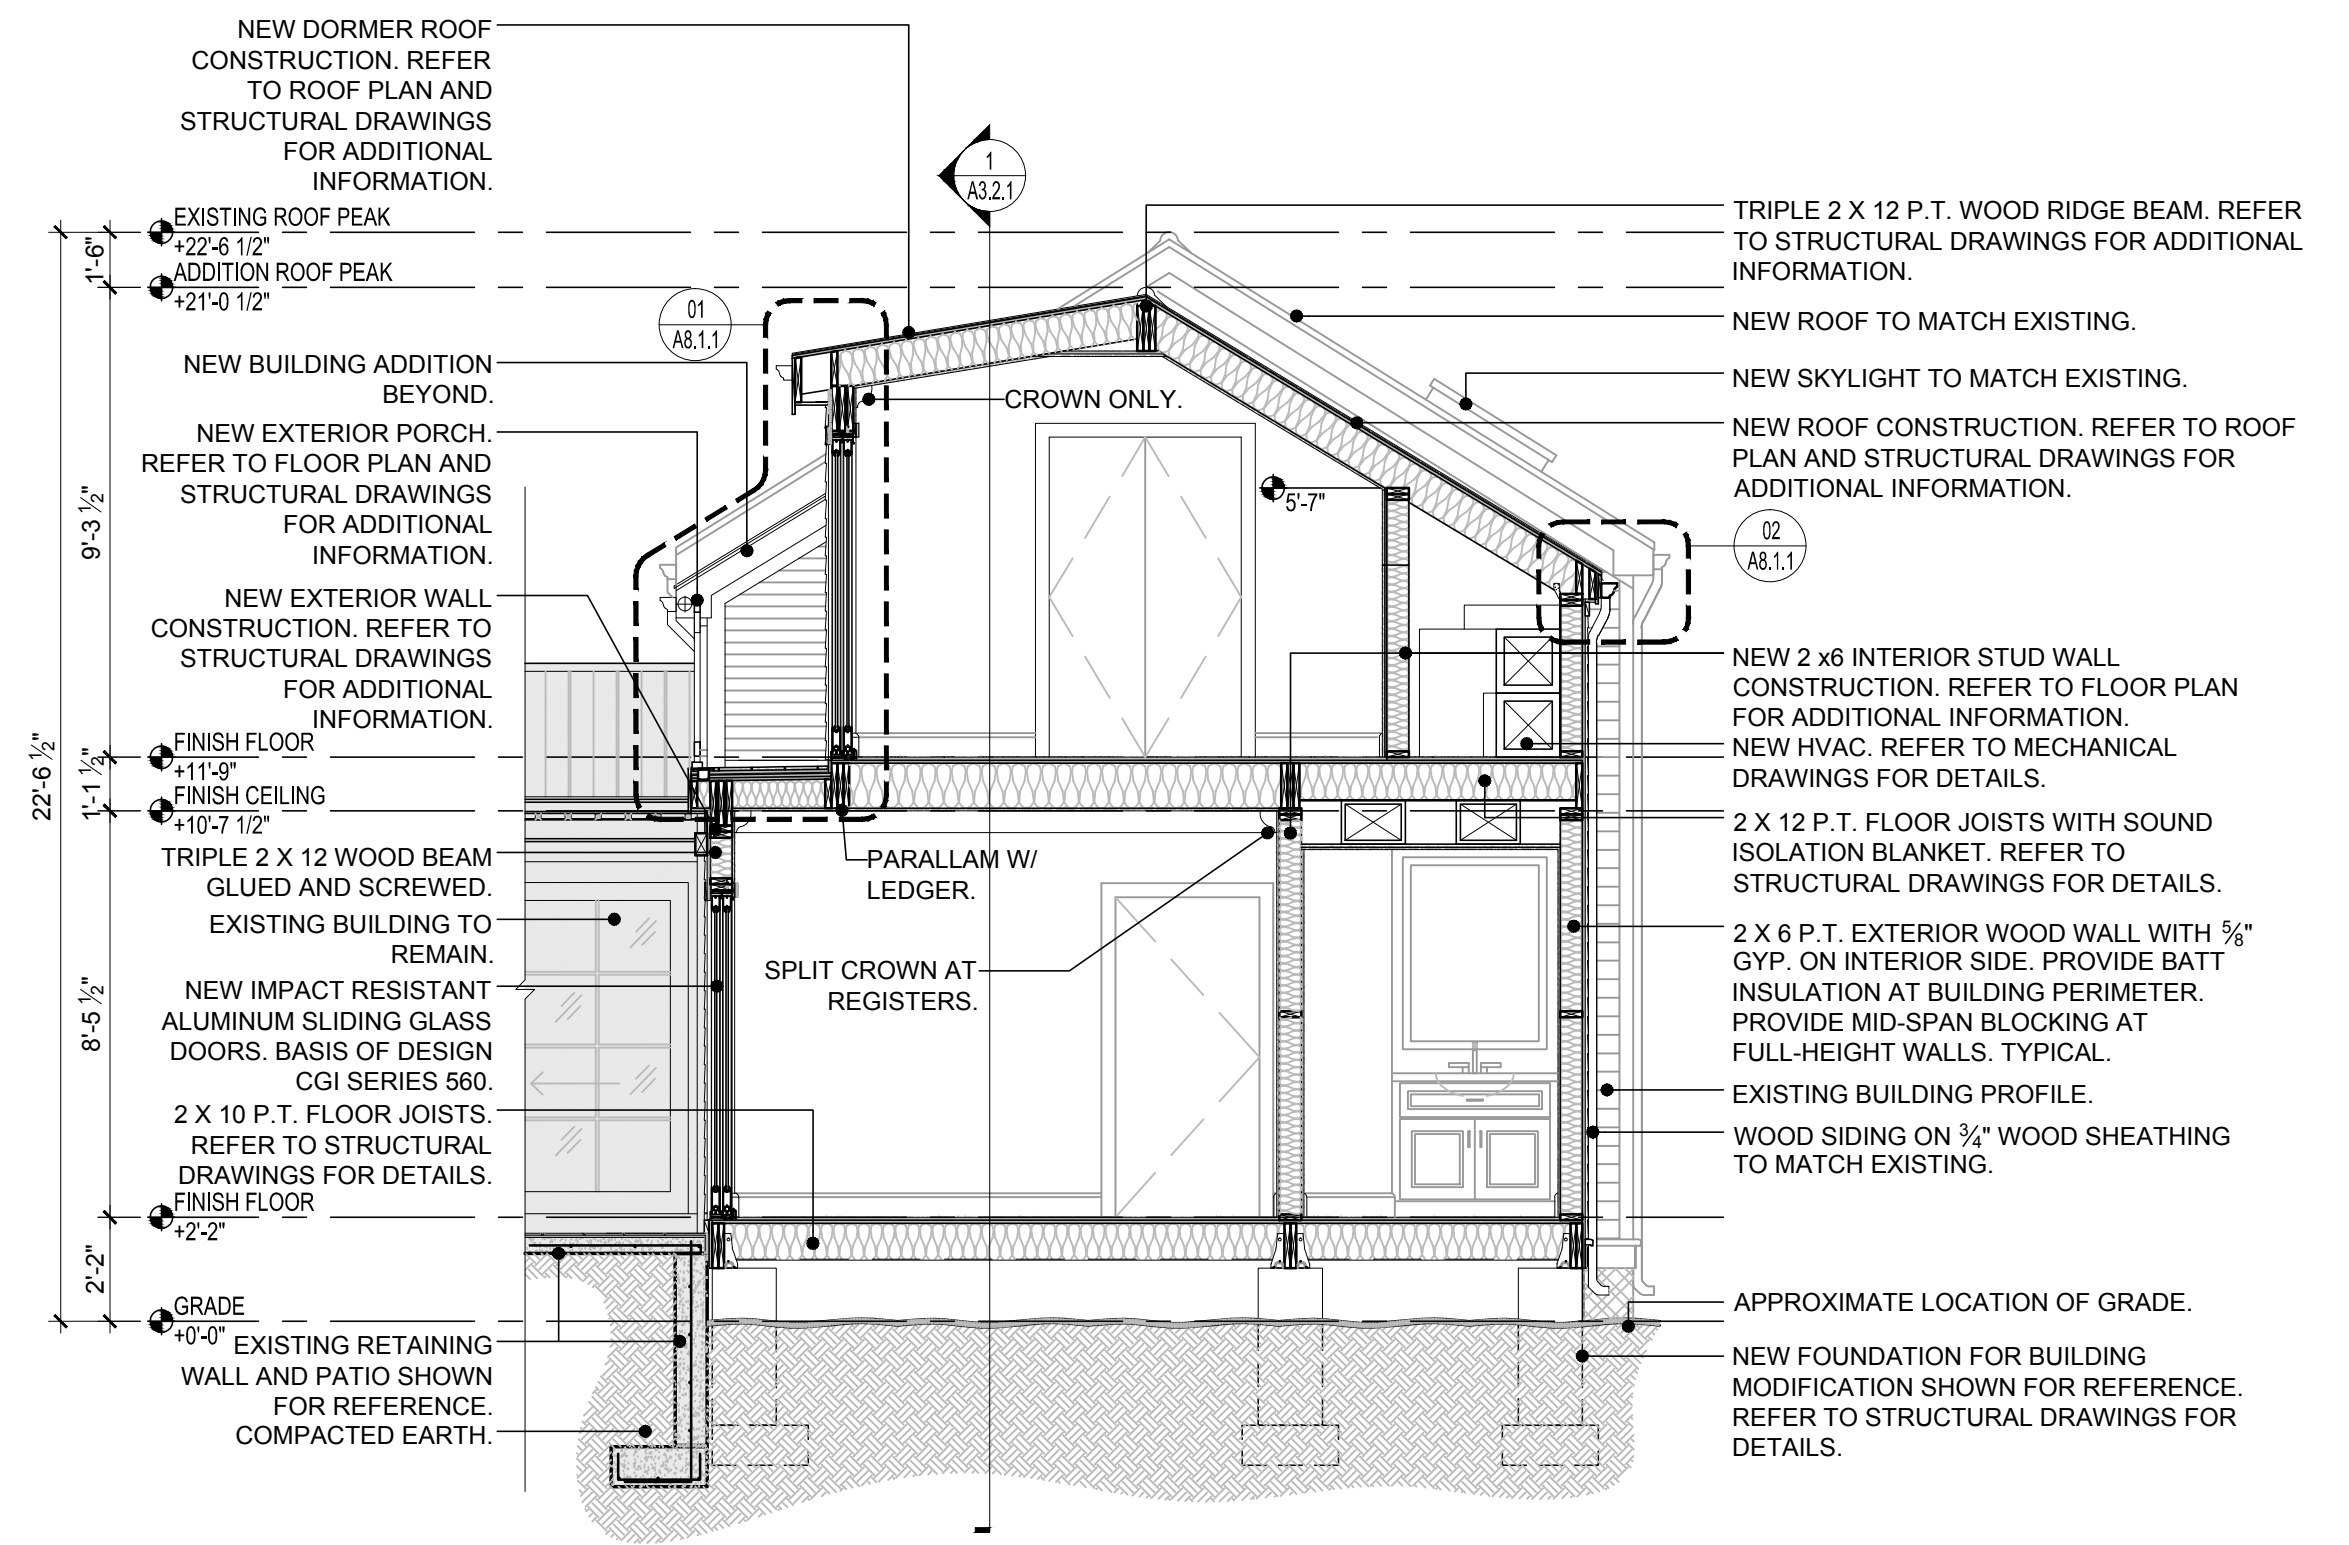 NEW DORMER ROOF
CONSTRUCTION. REFER
TO ROOF PLAN AND
STRUCTURAL DRAWINGS
FOR ADDITIONAL
INFORMATION.
EXISTING ROOF PEAK
+22'-6 1/2"
ADDITION ROOF PEAK
+21'-0 1/2"
NEW BUILDING ADDITION
BEYOND.
NEW EXTERIOR PORCH.
REFER TO FLOOR PLAN AND
STRUCTURAL DRAWINGS
FOR ADDITIONAL
INFORMATION.
NEW EXTERIOR WALL
CONSTRUCTION. REFER TO
STRUCTURAL DRAWINGS
FOR ADDITIONAL
INFORMATION.
FINISH FLOOR
+11'-9"
FINISH CEILING
+10'-7 1/2"
TRIPLE 2 X 12 WOOD BEAM
GLUED AND SCREWED.
EXISTING BUILDING TO
REMAIN.
NEW IMPACT RESISTANT
ALUMINUM SLIDING GLASS
DOORS. BASIS OF DESIGN
CGI SERIES 560.
2 X 10 P.T. FLOOR JOISTS.
REFER TO STRUCTURAL
DRAWINGS FOR DETAILS.
FINISH FLOOR
+2'-2"
GRADE
+0'-0"
EXISTING RETAINING
WALL AND PATIO SHOWN
FOR REFERENCE.
COMPACTED EARTH.
1'-6"
9'-3 ½"
1'-1 ½"
22'-6 ½"
8'-5 ½"
2'-2"
1
A3.2.1
01
A8.1.1
CROWN ONLY.
5'-7"
PARALLAM W/
LEDGER.
SPLIT CROWN AT
REGISTERS.
TRIPLE 2 X 12 P.T. WOOD RIDGE BEAM. REFER
TO STRUCTURAL DRAWINGS FOR ADDITIONAL
INFORMATION.
NEW ROOF TO MATCH EXISTING.
NEW SKYLIGHT TO MATCH EXISTING.
NEW ROOF CONSTRUCTION. REFER TO ROOF
PLAN AND STRUCTURAL DRAWINGS FOR
ADDITIONAL INFORMATION.
02
A8.1.1
NEW 2 x6 INTERIOR STUD WALL
CONSTRUCTION. REFER TO FLOOR PLAN
FOR ADDITIONAL INFORMATION.
NEW HVAC. REFER TO MECHANICAL
DRAWINGS FOR DETAILS.
2 X 12 P.T. FLOOR JOISTS WITH SOUND
ISOLATION BLANKET. REFER TO
STRUCTURAL DRAWINGS FOR DETAILS.
2 X 6 P.T. EXTERIOR WOOD WALL WITH ⅝"
GYP. ON INTERIOR SIDE. PROVIDE BATT
INSULATION AT BUILDING PERIMETER.
PROVIDE MID-SPAN BLOCKING AT
FULL-HEIGHT WALLS. TYPICAL.
EXISTING BUILDING PROFILE.
WOOD SIDING ON ¾" WOOD SHEATHING
TO MATCH EXISTING.
APPROXIMATE LOCATION OF GRADE.
NEW FOUNDATION FOR BUILDING
MODIFICATION SHOWN FOR REFERENCE.
REFER TO STRUCTURAL DRAWINGS FOR
DETAILS.